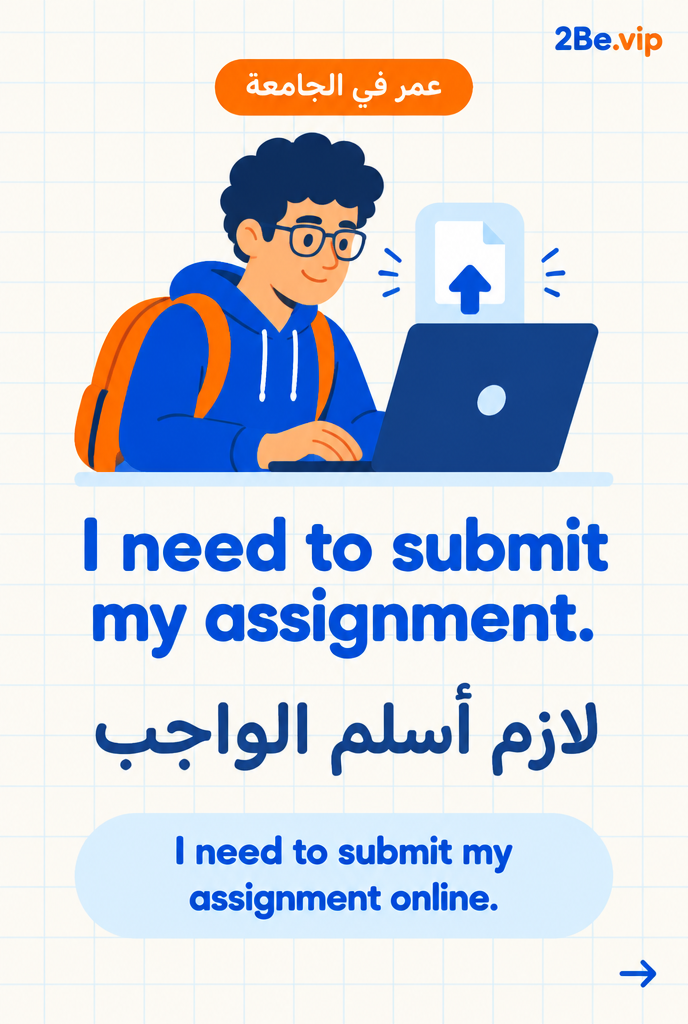 2Be.vip
عمر في الجامعة
I need to submit
my assignment.
لازم أسلم الواجب
I need to submit my
assignment online.